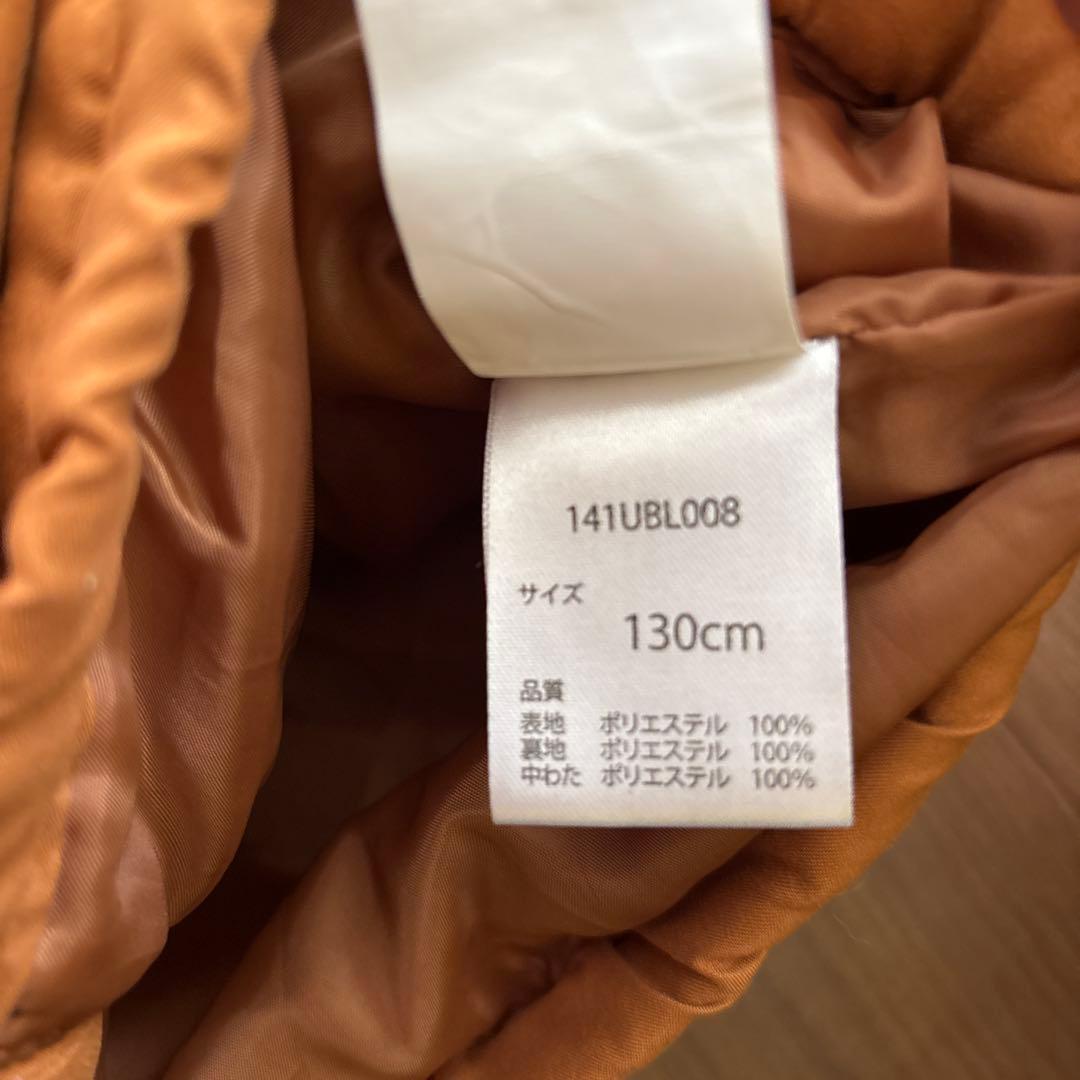 141UBL008
サイズ
130cm
品質
表地 ポリエステル 100%
裏地 ポリエステル 100%
中わた ポリエステル 100%